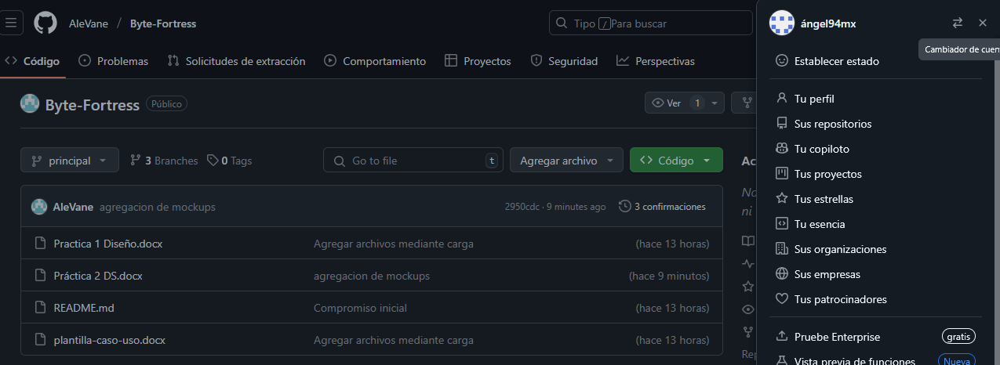 AleVane / Byte-Fortress
Tipo / Para buscar
Código Problemas Solicitudes de extracción Comportamiento Proyectos Seguridad Perspectivas
Byte-Fortress Público
Ver 1
principal 3 Branches 0 Tags
Go to file t
Agregar archivo
Código
AleVane agregacion de mockups 2950cdc · 9 minutes ago 3 confirmaciones
Practica 1 Diseño.docx Agregar archivos mediante carga (hace 13 horas)
Práctica 2 DS.docx agregacion de mockups (hace 9 minutos)
README.md Compromiso inicial (hace 13 horas)
plantilla-caso-uso.docx Agregar archivos mediante carga (hace 13 horas)
Ac
No
ni
Rep
ángel94mx
Cambiador de cuen
Establecer estado
Tu perfil
Sus repositorios
Tu copiloto
Tus proyectos
Tus estrellas
Tu esencia
Sus organizaciones
Sus empresas
Tus patrocinadores
Pruebe Enterprise gratis
Vista previa de funciones Nueva